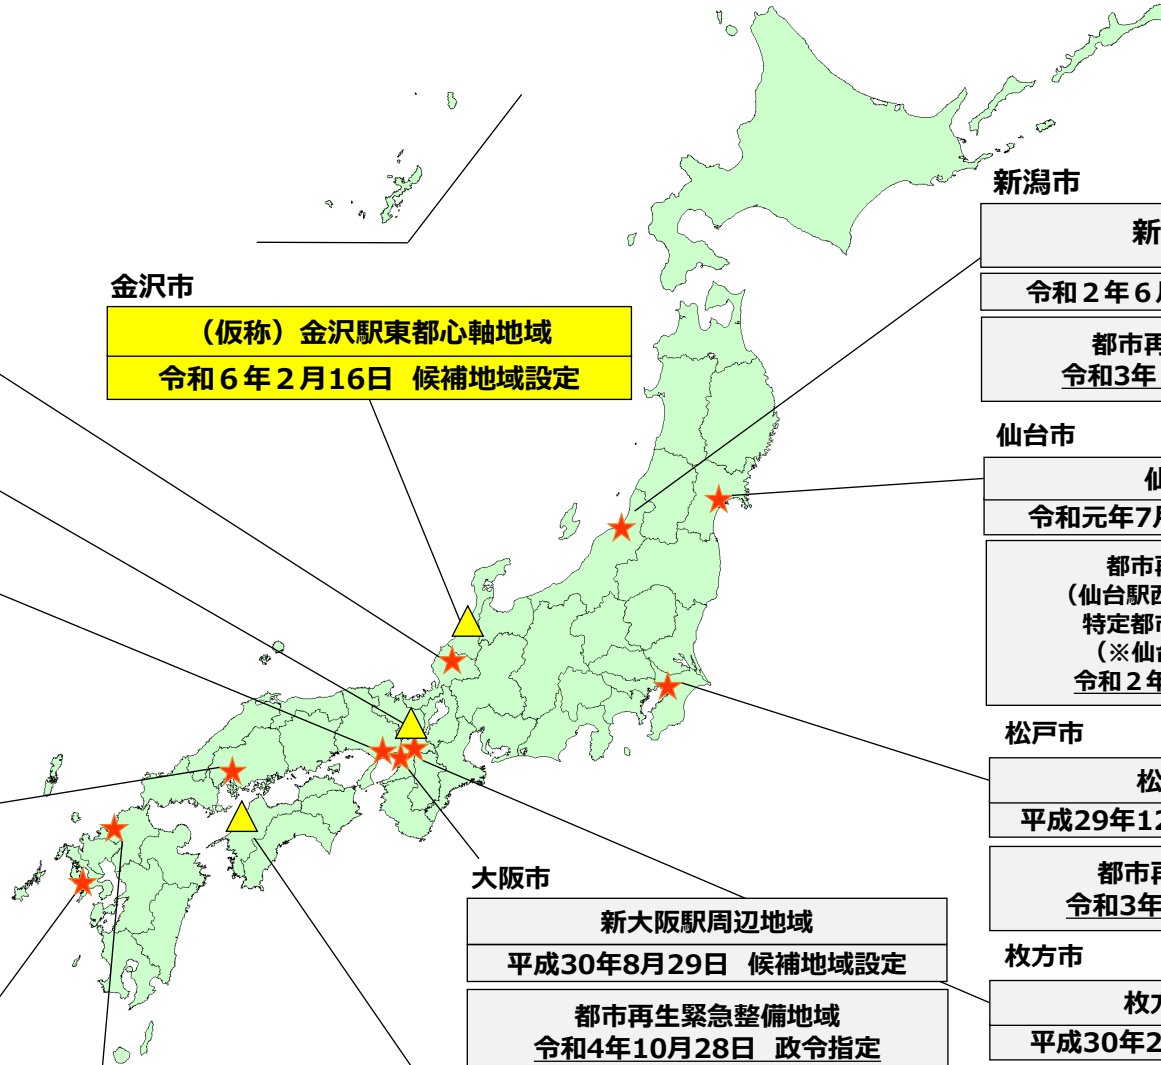 新潟市
新
令和２年６月
都市再
令和3年
金沢市
（仮称）金沢駅東都心軸地域
令和６年２月16日 候補地域設定
仙台市
仙
令和元年7月
都市再
（仙台駅西
特定都市
（※仙台
令和２年
松戸市
松
平成29年12
都市再
令和3年
大阪市
新大阪駅周辺地域
平成30年8月29日 候補地域設定
都市再生緊急整備地域
令和4年10月28日 政令指定
枚方市
枚方
平成30年2